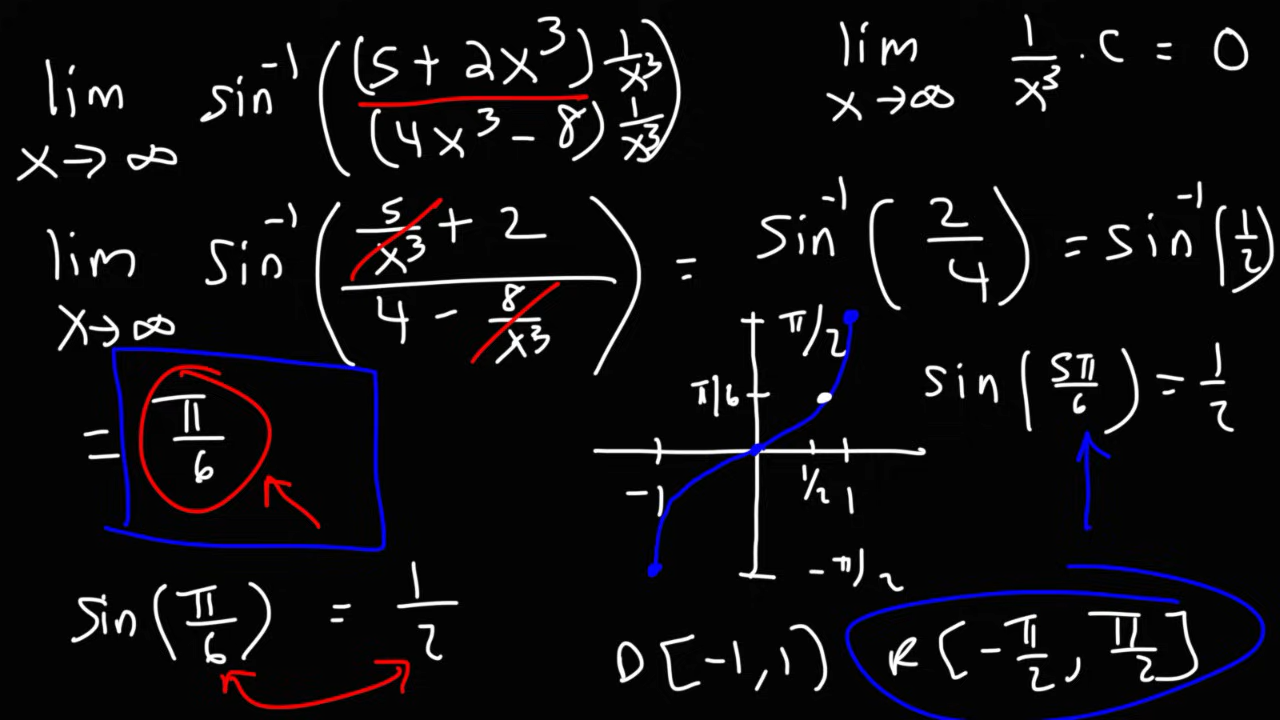 lim x→∞ sin⁻¹((5 + 2x³) 1/x³ / (4x³ − 8) 1/x³)
lim x→∞ 1/x³ · C = 0
lim x→∞ sin⁻¹((5/x³ + 2) / (4 − 8/x³)) = sin⁻¹(2/4) = sin⁻¹(1/2)
= π/6
π/2
π/6
-1
1/2
1
-π/2
sin(5π/6) = 1/2
sin(π/6) = 1/2
D[-1,1)
R[-π/2, π/2]